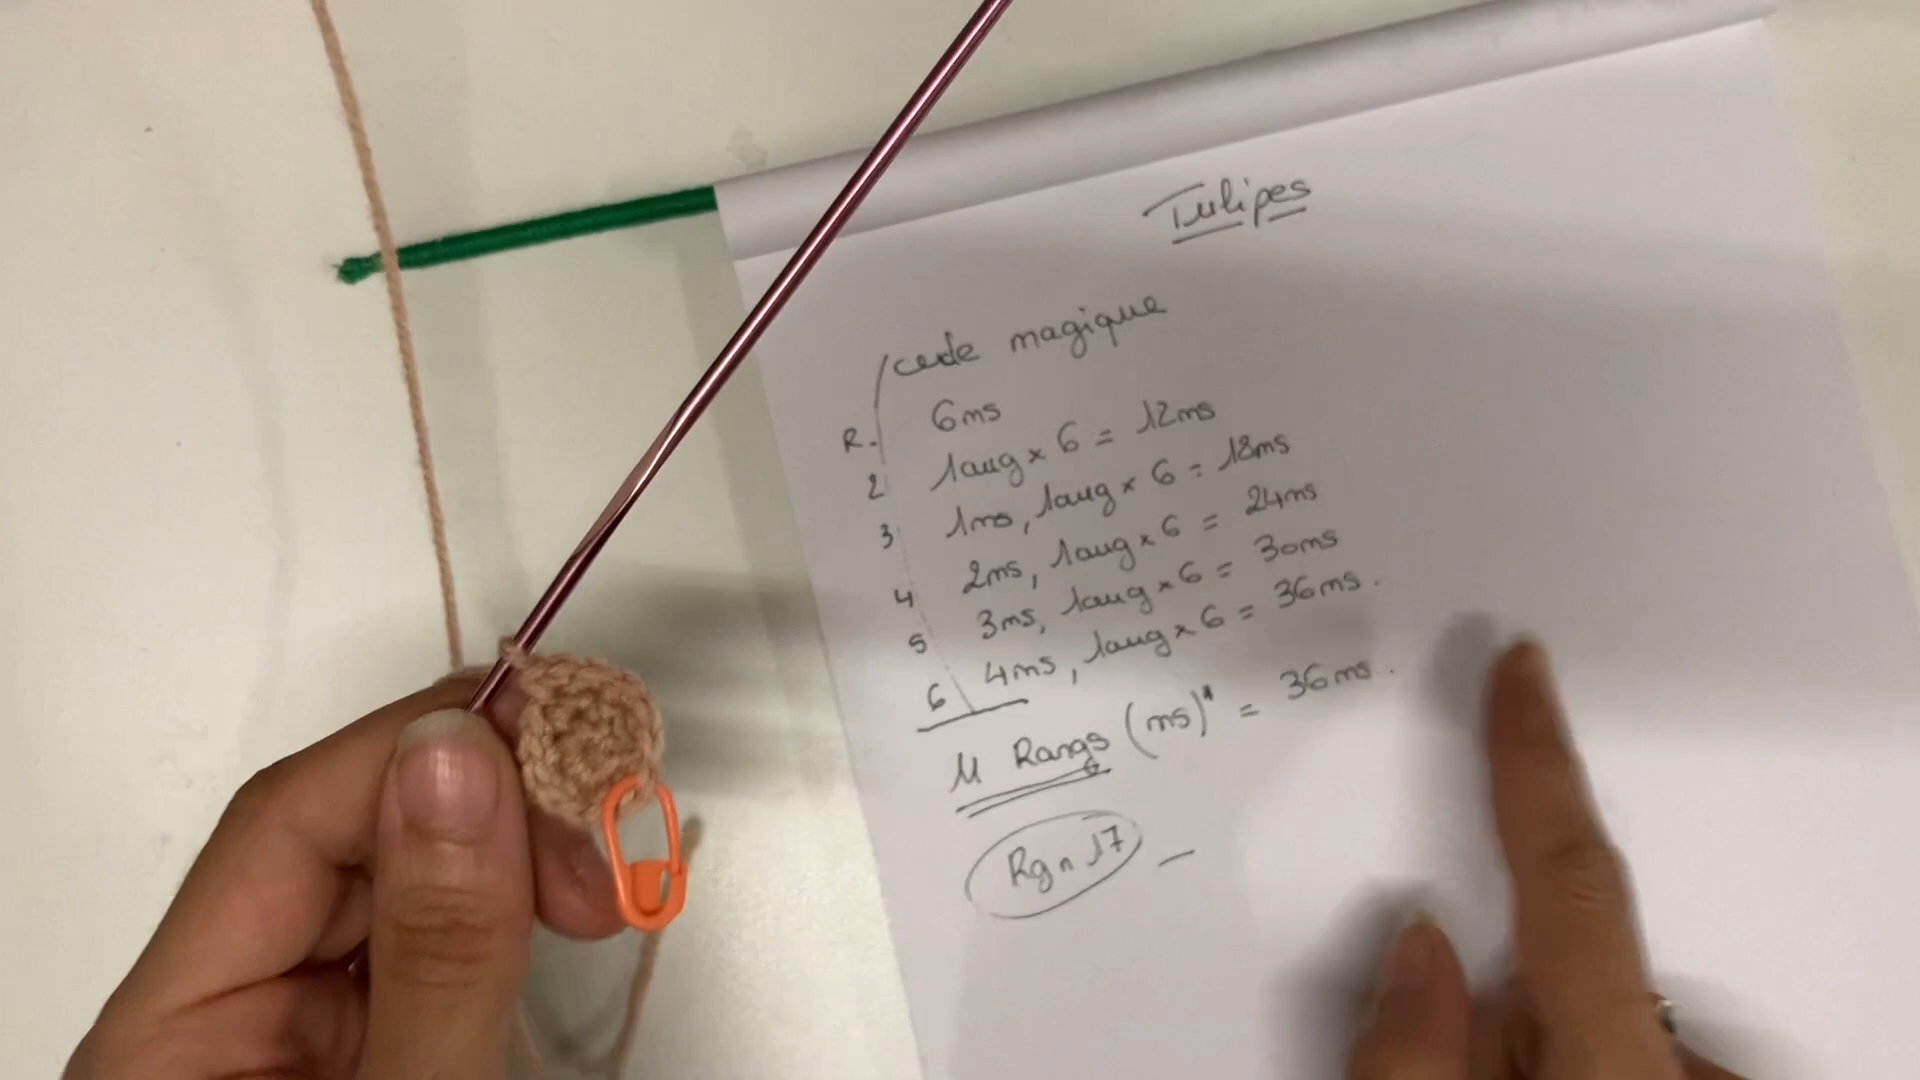 Tulipes
cercle magique
R. 6ms
2 1aug × 6 = 12ms
3 1ms, 1aug × 6 = 18ms
4 2ms, 1aug × 6 = 24ms
5 3ms, 1aug × 6 = 30ms
6 4ms, 1aug × 6 = 36ms.
11 Rangs (ms)* = 36ms.
Rgn 17 –